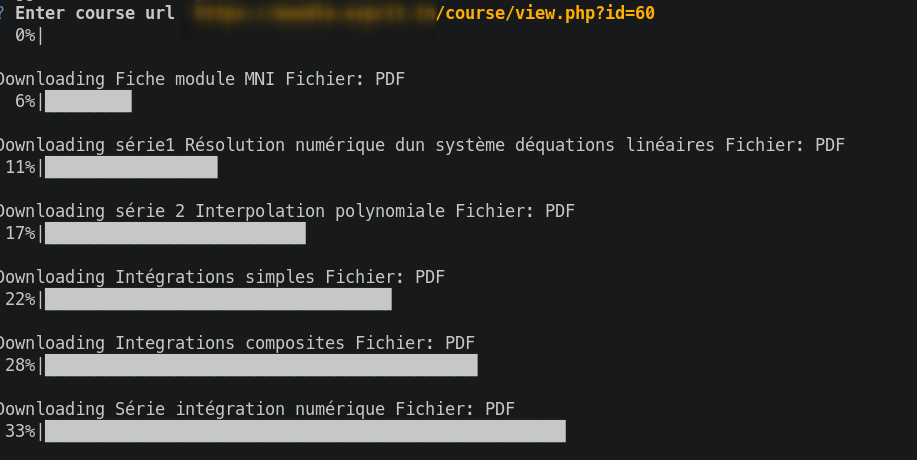 ? Enter course url /course/view.php?id=60
0%|
Downloading Fiche module MNI Fichier: PDF
6%|
Downloading série1 Résolution numérique dun système déquations linéaires Fichier: PDF
11%|
Downloading série 2 Interpolation polynomiale Fichier: PDF
17%|
Downloading Intégrations simples Fichier: PDF
22%|
Downloading Integrations composites Fichier: PDF
28%|
Downloading Série intégration numérique Fichier: PDF
33%|